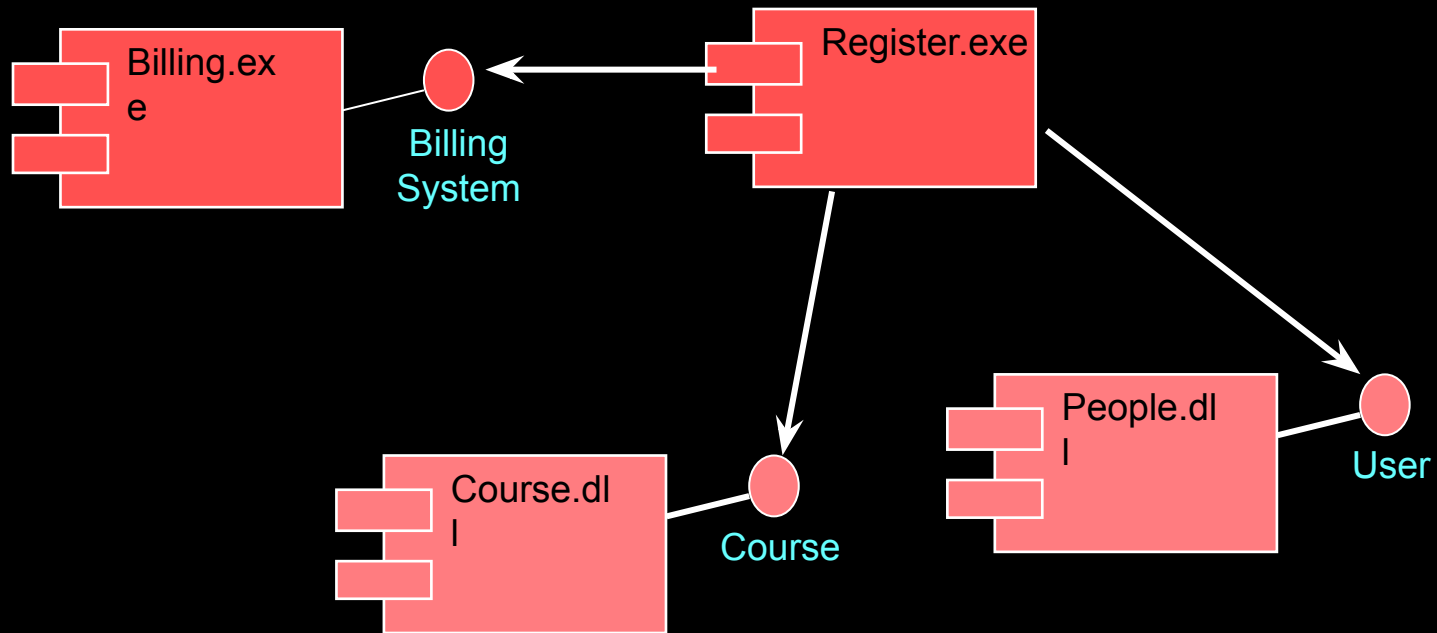 Billing.ex
e
Billing
System
Register.exe
Course.dl
l
Course
People.dl
l
User